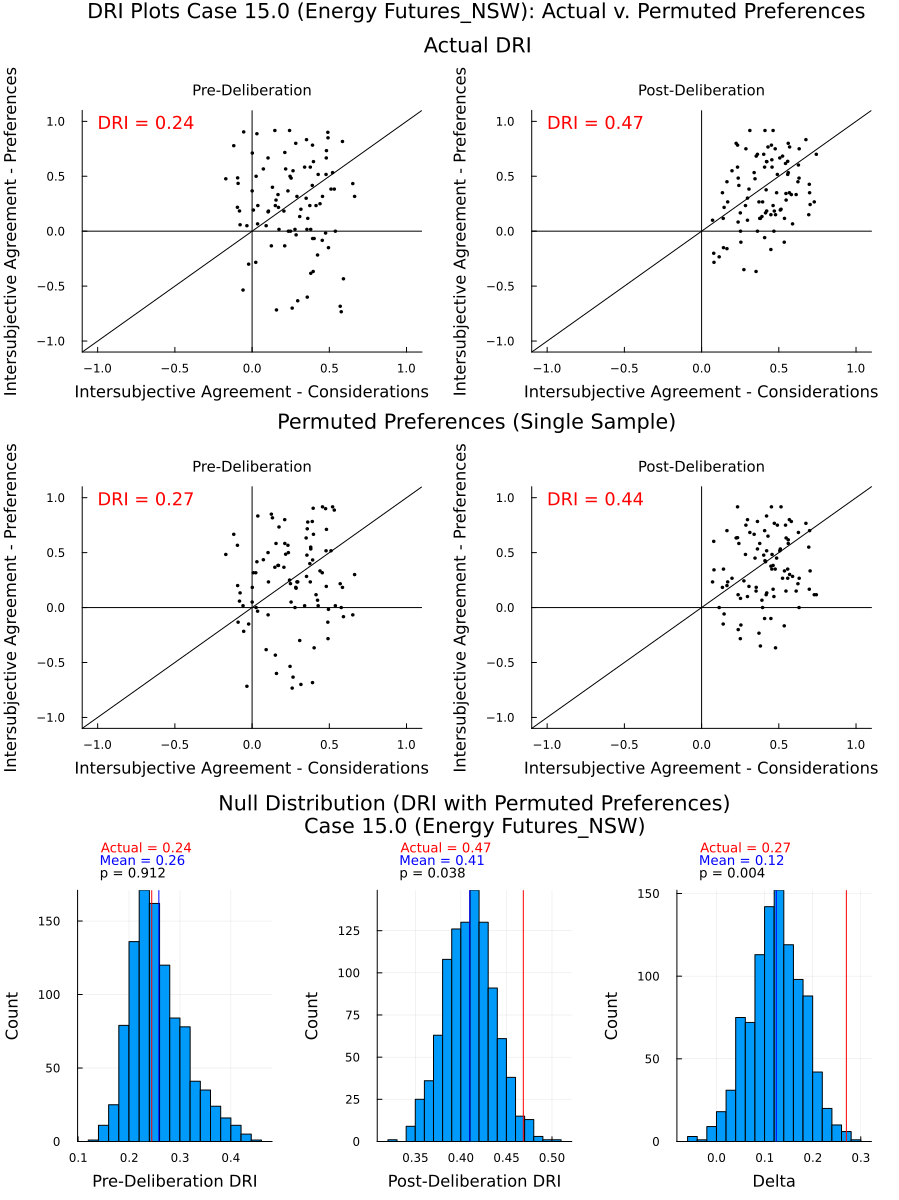 DRI Plots Case 15.0 (Energy Futures_NSW): Actual v. Permuted Preferences
Actual DRI
Pre-Deliberation
DRI = 0.24
1.0
0.5
0.0
−0.5
−1.0
−1.0 −0.5 0.0 0.5 1.0
Intersubjective Agreement - Preferences
Intersubjective Agreement - Considerations
Post-Deliberation
DRI = 0.47
1.0
0.5
0.0
−0.5
−1.0
−1.0 −0.5 0.0 0.5 1.0
Intersubjective Agreement - Preferences
Intersubjective Agreement - Considerations
Permuted Preferences (Single Sample)
Pre-Deliberation
DRI = 0.27
1.0
0.5
0.0
−0.5
−1.0
−1.0 −0.5 0.0 0.5 1.0
Intersubjective Agreement - Preferences
Intersubjective Agreement - Considerations
Post-Deliberation
DRI = 0.44
1.0
0.5
0.0
−0.5
−1.0
−1.0 −0.5 0.0 0.5 1.0
Intersubjective Agreement - Preferences
Intersubjective Agreement - Considerations
Null Distribution (DRI with Permuted Preferences)
Case 15.0 (Energy Futures_NSW)
Actual = 0.24
Mean = 0.26
p = 0.912
150
100
50
0
0.1 0.2 0.3 0.4
Count
Pre-Deliberation DRI
Actual = 0.47
Mean = 0.41
p = 0.038
125
100
75
50
25
0
0.35 0.40 0.45 0.50
Count
Post-Deliberation DRI
Actual = 0.27
Mean = 0.12
p = 0.004
150
100
50
0
0.0 0.1 0.2 0.3
Count
Delta